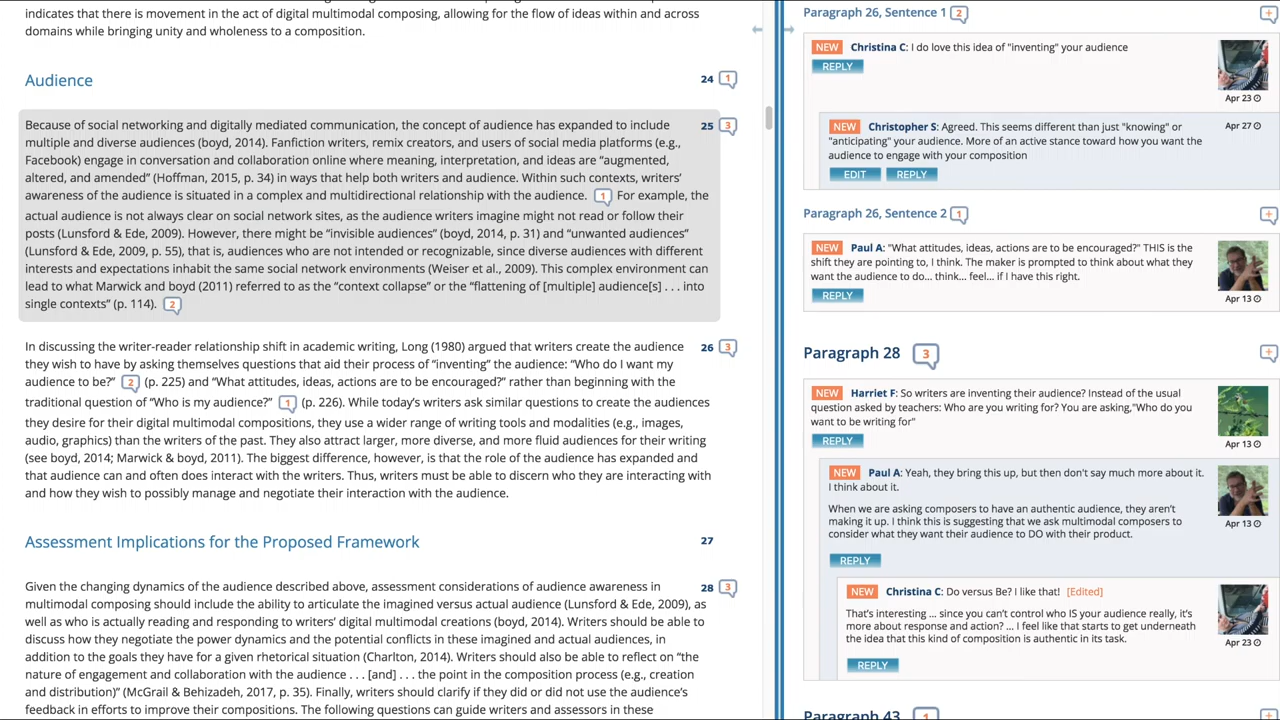 indicates that there is movement in the act of digital multimodal composing, allowing for the flow of ideas within and across
domains while bringing unity and wholeness to a composition.
Audience
24 1
Because of social networking and digitally mediated communication, the concept of audience has expanded to include
25 3
multiple and diverse audiences (boyd, 2014). Fanfiction writers, remix creators, and users of social media platforms (e.g.,
Facebook) engage in conversation and collaboration online where meaning, interpretation, and ideas are “augmented,
altered, and amended” (Hoffman, 2015, p. 34) in ways that help both writers and audience. Within such contexts, writers’
awareness of the audience is situated in a complex and multidirectional relationship with the audience. 1 For example, the
actual audience is not always clear on social network sites, as the audience writers imagine might not read or follow their
posts (Lunsford & Ede, 2009). However, there might be “invisible audiences” (boyd, 2014, p. 31) and “unwanted audiences”
(Lunsford & Ede, 2009, p. 55), that is, audiences who are not intended or recognizable, since diverse audiences with different
interests and expectations inhabit the same social network environments (Weiser et al., 2009). This complex environment can
lead to what Marwick and boyd (2011) referred to as the “context collapse” or the “flattening of [multiple] audience[s] . . . into
single contexts” (p. 114). 2
In discussing the writer-reader relationship shift in academic writing, Long (1980) argued that writers create the audience
26 3
they wish to have by asking themselves questions that aid their process of “inventing” the audience: “Who do I want my
audience to be?” 2 (p. 225) and “What attitudes, ideas, actions are to be encouraged?” rather than beginning with the
traditional question of “Who is my audience?” 1 (p. 226). While today’s writers ask similar questions to create the audiences
they desire for their digital multimodal compositions, they use a wider range of writing tools and modalities (e.g., images,
audio, graphics) than the writers of the past. They also attract larger, more diverse, and more fluid audiences for their writing
(see boyd, 2014; Marwick & boyd, 2011). The biggest difference, however, is that the role of the audience has expanded and
that audience can and often does interact with the writers. Thus, writers must be able to discern who they are interacting with
and how they wish to possibly manage and negotiate their interaction with the audience.
Assessment Implications for the Proposed Framework
27
Given the changing dynamics of the audience described above, assessment considerations of audience awareness in
28 3
multimodal composing should include the ability to articulate the imagined versus actual audience (Lunsford & Ede, 2009), as
well as who is actually reading and responding to writers’ digital multimodal creations (boyd, 2014). Writers should be able to
discuss how they negotiate the power dynamics and the potential conflicts in these imagined and actual audiences, in
addition to the goals they have for a given rhetorical situation (Charlton, 2014). Writers should also be able to reflect on “the
nature of engagement and collaboration with the audience . . . [and] . . . the point in the composition process (e.g., creation
and distribution)” (McGrail & Behizadeh, 2017, p. 35). Finally, writers should clarify if they did or did not use the audience’s
feedback in efforts to improve their compositions. The following questions can guide writers and assessors in these
Paragraph 26, Sentence 1 2
NEW Christina C: I do love this idea of "inventing" your audience
REPLY
Apr 23
NEW Christopher S: Agreed. This seems different than just "knowing" or
Apr 27
"anticipating" your audience. More of an active stance toward how you want the
audience to engage with your composition
EDIT REPLY
Paragraph 26, Sentence 2 1
NEW Paul A: "What attitudes, ideas, actions are to be encouraged?" THIS is the
shift they are pointing to, I think. The maker is prompted to think about what they
want the audience to do... think... feel... if I have this right.
REPLY
Apr 13
Paragraph 28 3
NEW Harriet F: So writers are inventing their audience? Instead of the usual
question asked by teachers: Who are you writing for? You are asking,"Who do you
want to be writing for"
REPLY
Apr 13
NEW Paul A: Yeah, they bring this up, but then don't say much more about it.
I think about it.
When we are asking composers to have an authentic audience, they aren't
making it up. I think this is suggesting that we ask multimodal composers to
consider what they want their audience to DO with their product.
Apr 13
REPLY
NEW Christina C: Do versus Be? I like that! [Edited]
That's interesting ... since you can't control who IS your audience really, it's
more about response and action? ... I feel like that starts to get underneath
the idea that this kind of composition is authentic in its task.
Apr 23
REPLY
Paragraph 43 1